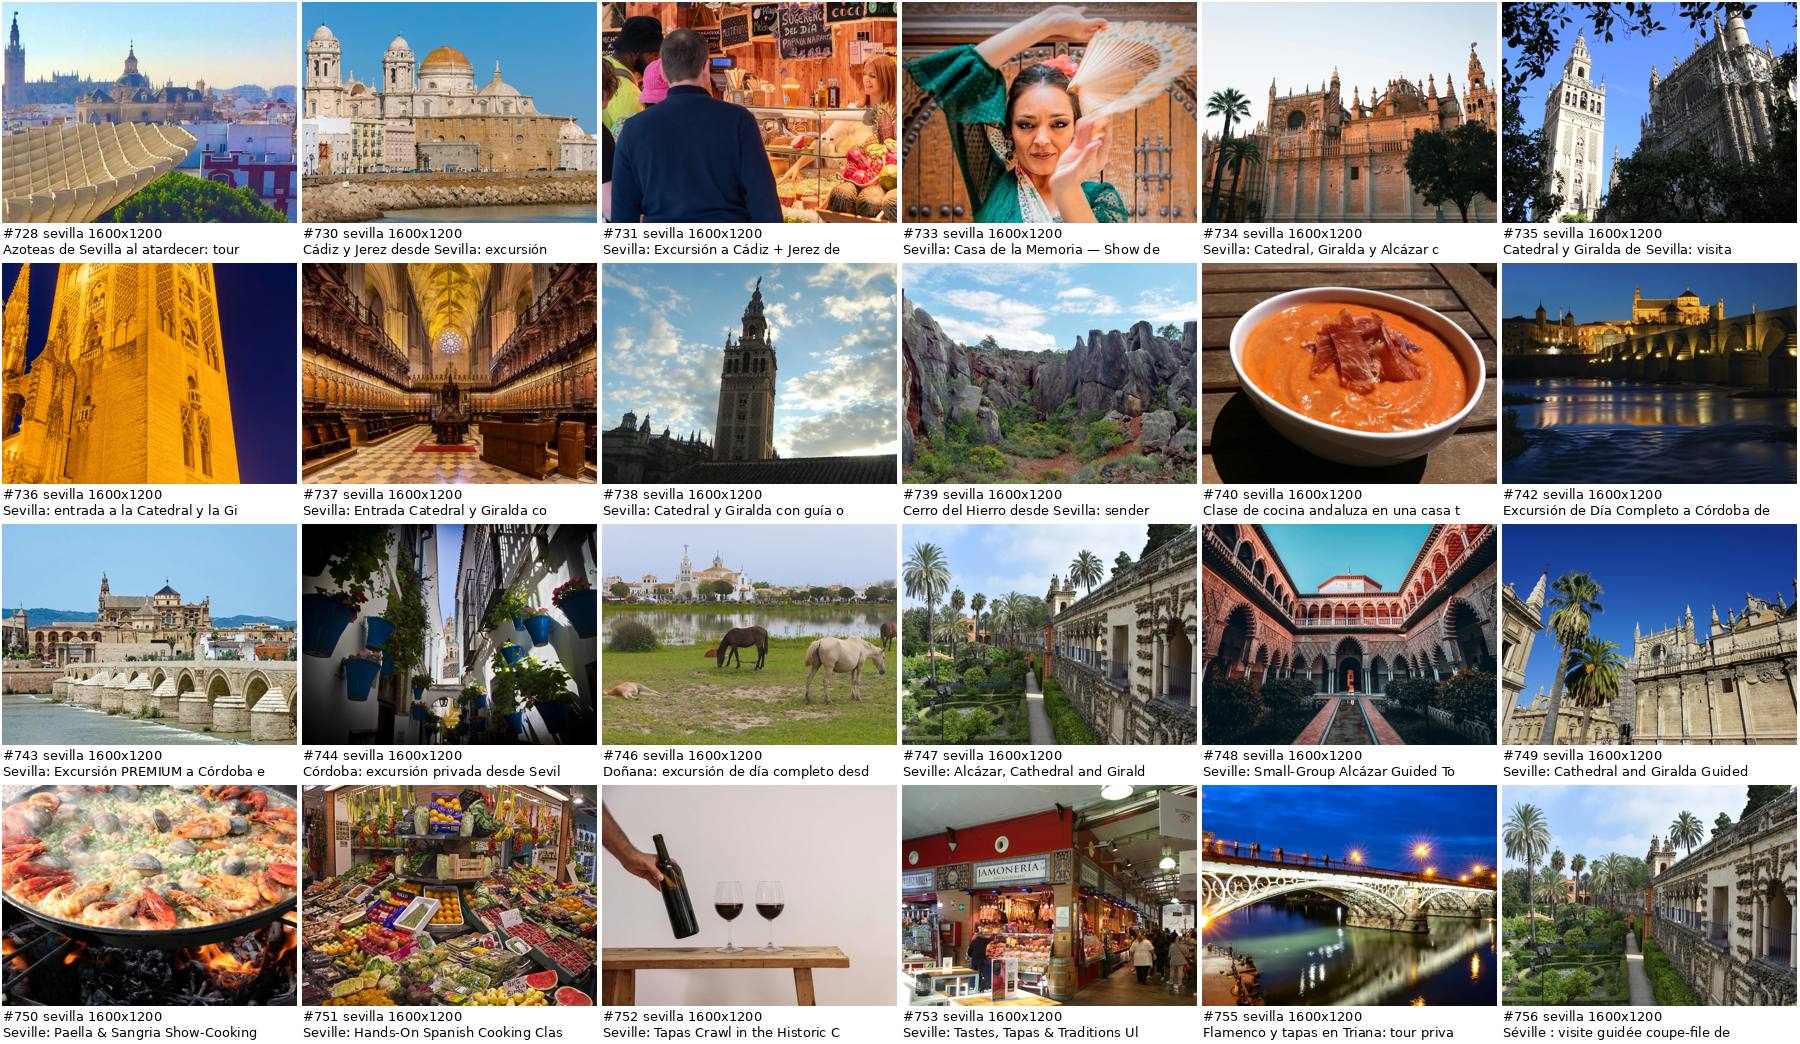 SUGERENC
DEL DÍA
PAPAYA NARANJA
COCO
#728 sevilla 1600x1200
Azoteas de Sevilla al atardecer: tour
#730 sevilla 1600x1200
Cádiz y Jerez desde Sevilla: excursión
#731 sevilla 1600x1200
Sevilla: Excursión a Cádiz + Jerez de
#733 sevilla 1600x1200
Sevilla: Casa de la Memoria — Show de
#734 sevilla 1600x1200
Sevilla: Catedral, Giralda y Alcázar c
#735 sevilla 1600x1200
Catedral y Giralda de Sevilla: visita
#736 sevilla 1600x1200
Sevilla: entrada a la Catedral y la Gi
#737 sevilla 1600x1200
Sevilla: Entrada Catedral y Giralda co
#738 sevilla 1600x1200
Sevilla: Catedral y Giralda con guía o
#739 sevilla 1600x1200
Cerro del Hierro desde Sevilla: sender
#740 sevilla 1600x1200
Clase de cocina andaluza en una casa t
#742 sevilla 1600x1200
Excursión de Día Completo a Córdoba de
#743 sevilla 1600x1200
Sevilla: Excursión PREMIUM a Córdoba e
#744 sevilla 1600x1200
Córdoba: excursión privada desde Sevil
#746 sevilla 1600x1200
Doñana: excursión de día completo desd
#747 sevilla 1600x1200
Seville: Alcázar, Cathedral and Girald
#748 sevilla 1600x1200
Seville: Small-Group Alcázar Guided To
#749 sevilla 1600x1200
Seville: Cathedral and Giralda Guided
JAMONERIA
#750 sevilla 1600x1200
Seville: Paella & Sangria Show-Cooking
#751 sevilla 1600x1200
Seville: Hands-On Spanish Cooking Clas
#752 sevilla 1600x1200
Seville: Tapas Crawl in the Historic C
#753 sevilla 1600x1200
Seville: Tastes, Tapas & Traditions Ul
#755 sevilla 1600x1200
Flamenco y tapas en Triana: tour priva
#756 sevilla 1600x1200
Séville : visite guidée coupe-file de